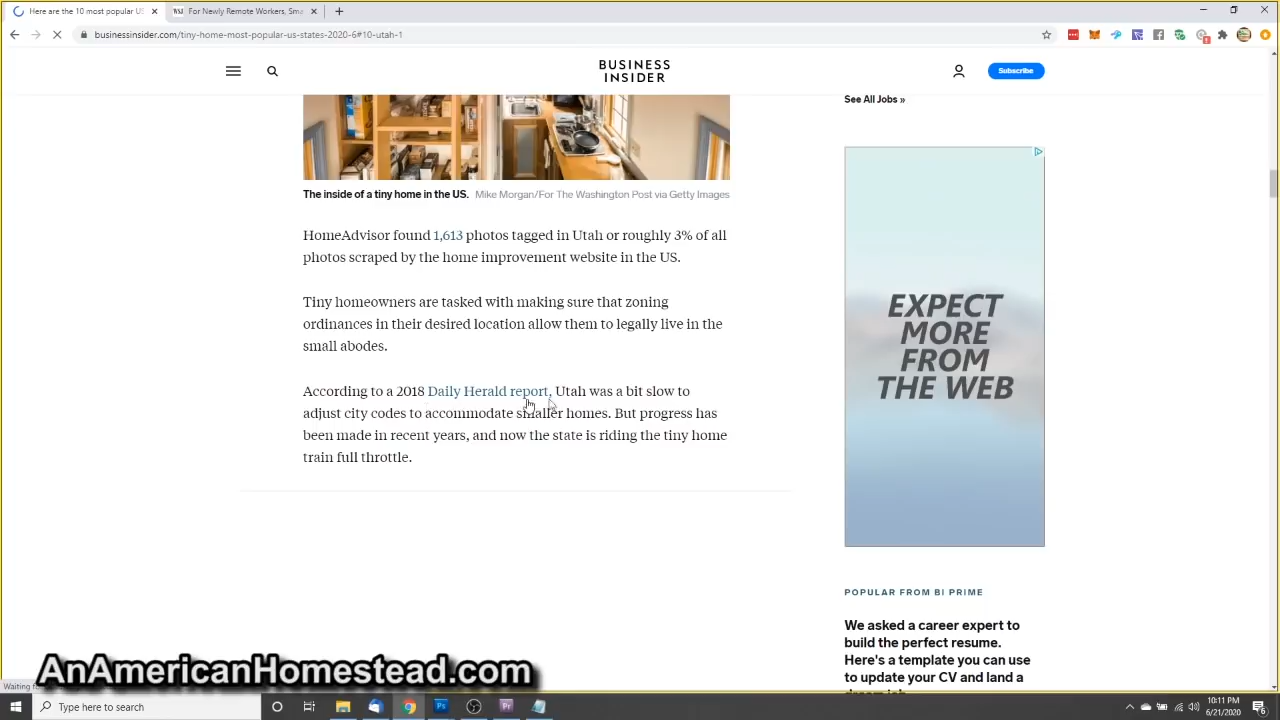 Here are the 10 most popular US
For Newly Remote Workers, Sma
businessinsider.com/tiny-home-most-popular-us-states-2020-6#10-utah-1
BUSINESS
INSIDER
Subscribe
See All Jobs »
The inside of a tiny home in the US. Mike Morgan/For The Washington Post via Getty Images
HomeAdvisor found 1,613 photos tagged in Utah or roughly 3% of all
photos scraped by the home improvement website in the US.
Tiny homeowners are tasked with making sure that zoning
ordinances in their desired location allow them to legally live in the
small abodes.
According to a 2018 Daily Herald report, Utah was a bit slow to
adjust city codes to accommodate smaller homes. But progress has
been made in recent years, and now the state is riding the tiny home
train full throttle.
EXPECT
MORE
FROM
THE WEB
POPULAR FROM BI PRIME
We asked a career expert to
build the perfect resume.
Here's a template you can use
to update your CV and land a
AnAmericanHomestead.com
Waiting
Type here to search
10:11 PM
6/21/2020